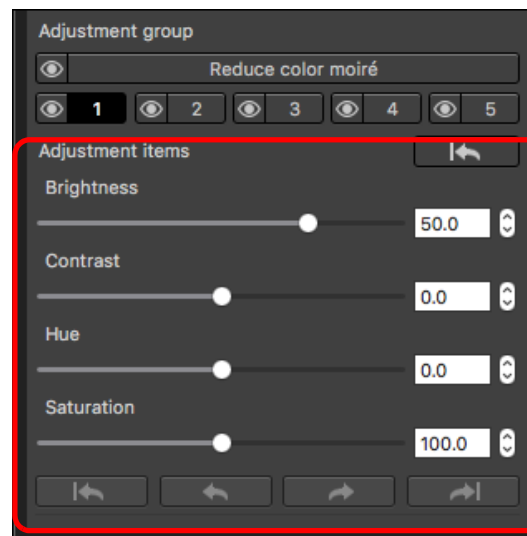 Adjustment group
Reduce color moiré
1 2 3 4 5
Adjustment items
Brightness
50.0
Contrast
0.0
Hue
0.0
Saturation
100.0